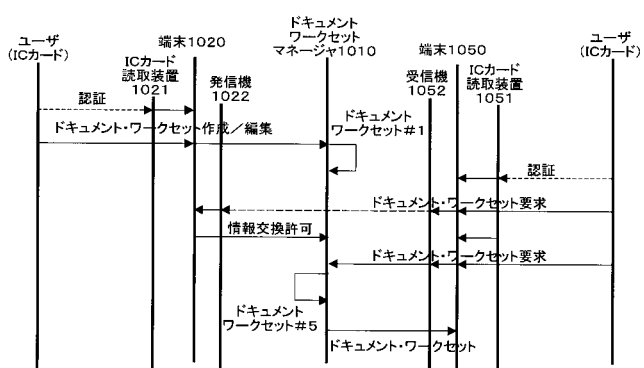 ユーザ
(ICカード)
ICカード
読取装置
1021
端末1020
発信機
1022
ドキュメント
ワークセット
マネージャ1010
受信機
1052
端末1050
ICカード
読取装置
1051
ユーザ
(ICカード)
認証
ドキュメント・ワークセット作成/編集
ドキュメント
ワークセット#1
認証
ドキュメント・ワークセット要求
情報交換許可
ドキュメント・ワークセット要求
ドキュメント
ワークセット#5
ドキュメント・ワークセット